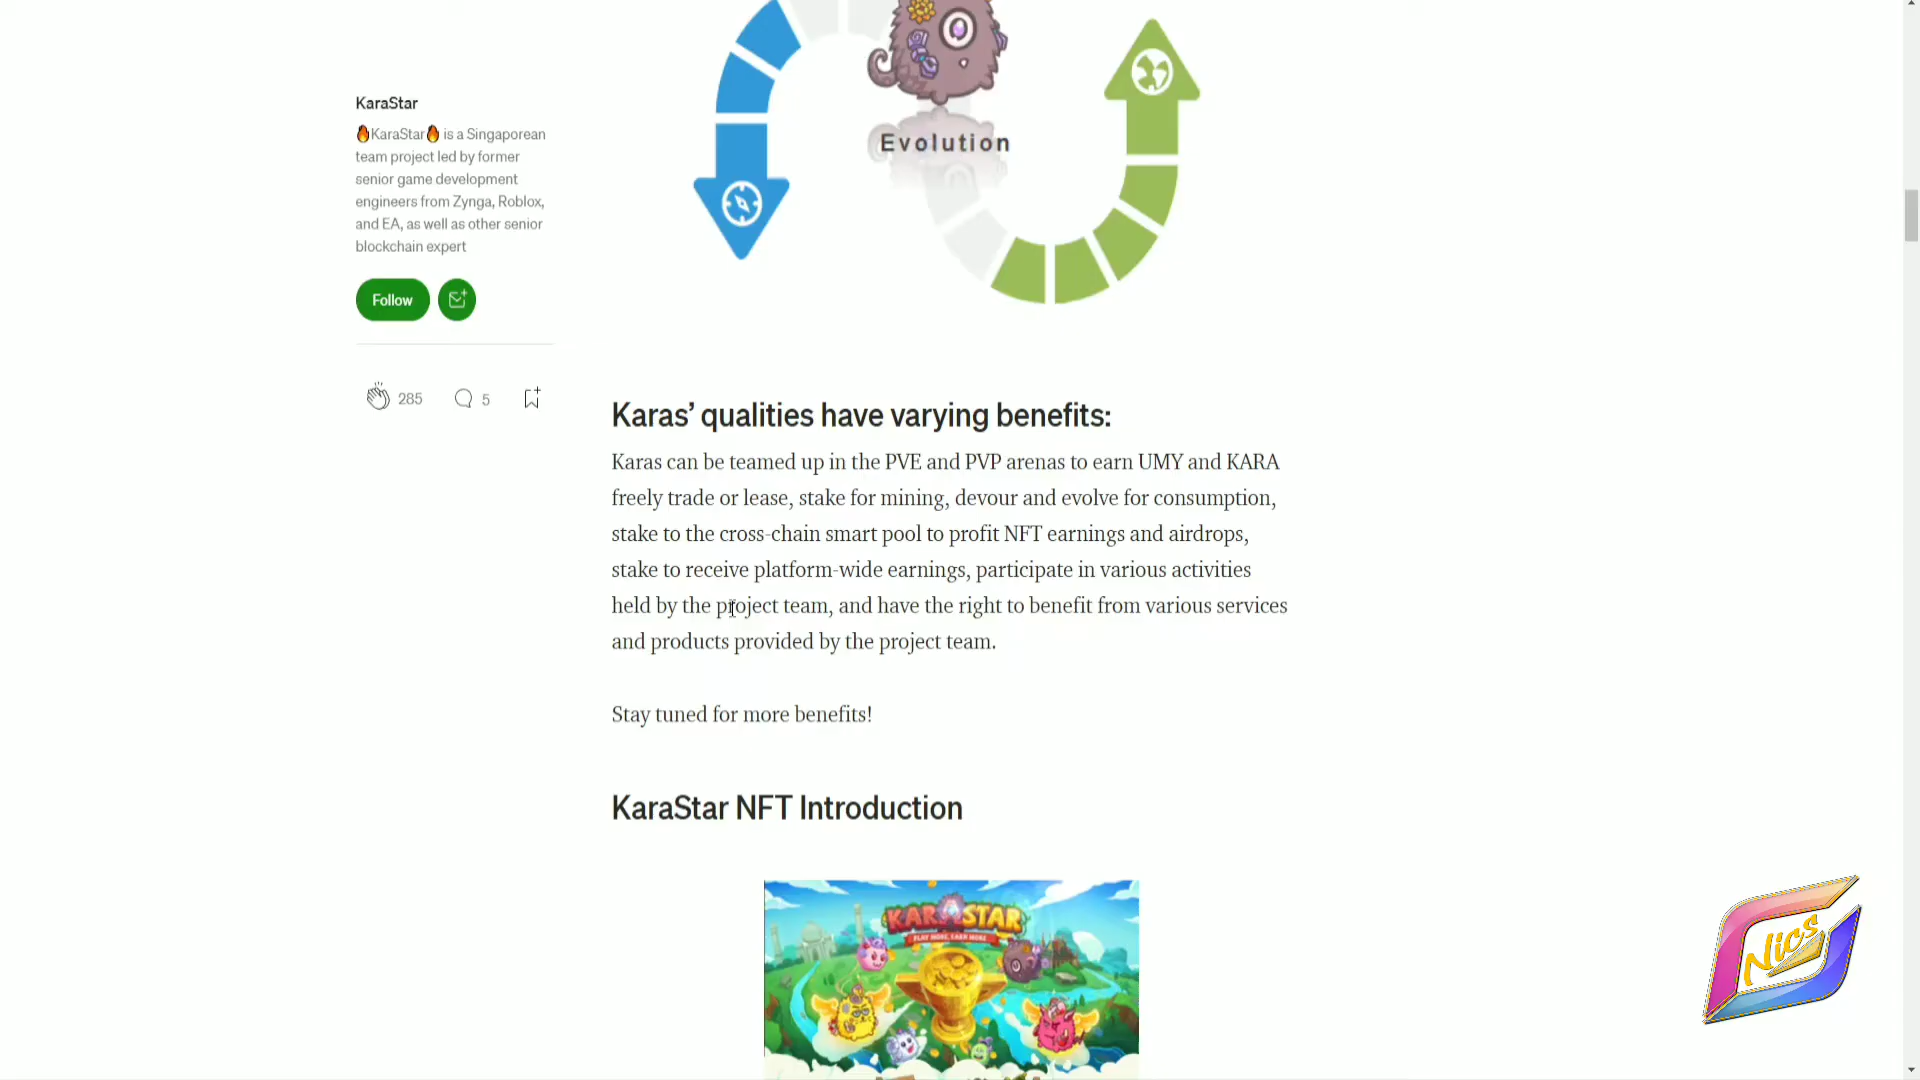 KaraStar
🔥KaraStar🔥 is a Singaporean
team project led by former
senior game development
engineers from Zynga, Roblox,
and EA, as well as other senior
blockchain expert
Follow
285
5
Evolution
Karas’ qualities have varying benefits:
Karas can be teamed up in the PVE and PVP arenas to earn UMY and KARA
freely trade or lease, stake for mining, devour and evolve for consumption,
stake to the cross-chain smart pool to profit NFT earnings and airdrops,
stake to receive platform-wide earnings, participate in various activities
held by the project team, and have the right to benefit from various services
and products provided by the project team.
Stay tuned for more benefits!
KaraStar NFT Introduction
KARASTAR
PLAY MORE, EARN MORE
Nics